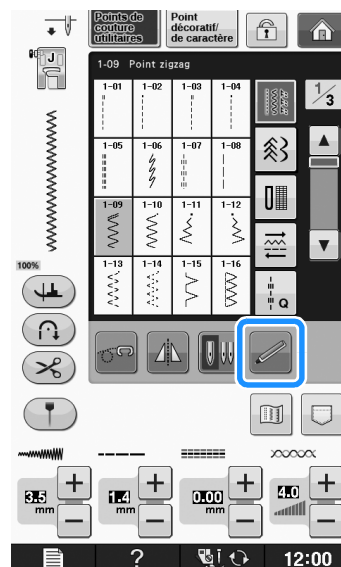 Points de
couture
utilitaires
Point
décoratif/
de caractère
J
1-09 Point zigzag
1/3
1-01 1-02 1-03 1-04
1-05 1-06 1-07 1-08
1-09 1-10 1-11 1-12
1-13 1-14 1-15 1-16
Q
100%
3.5 mm
1.4 mm
0.00 mm
4.0
?
12:00